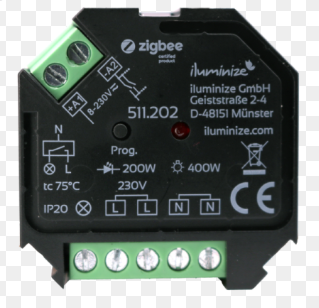 zigbee
certified
product
-A2
+A1
8-230V
iluminize
iluminize GmbH
Geiststraße 2-4
D-48151 Münster
iluminize.com
511.202
N
L
Prog.
200W
400W
230V
tc 75°C
IP20
L
L
N
N
CE